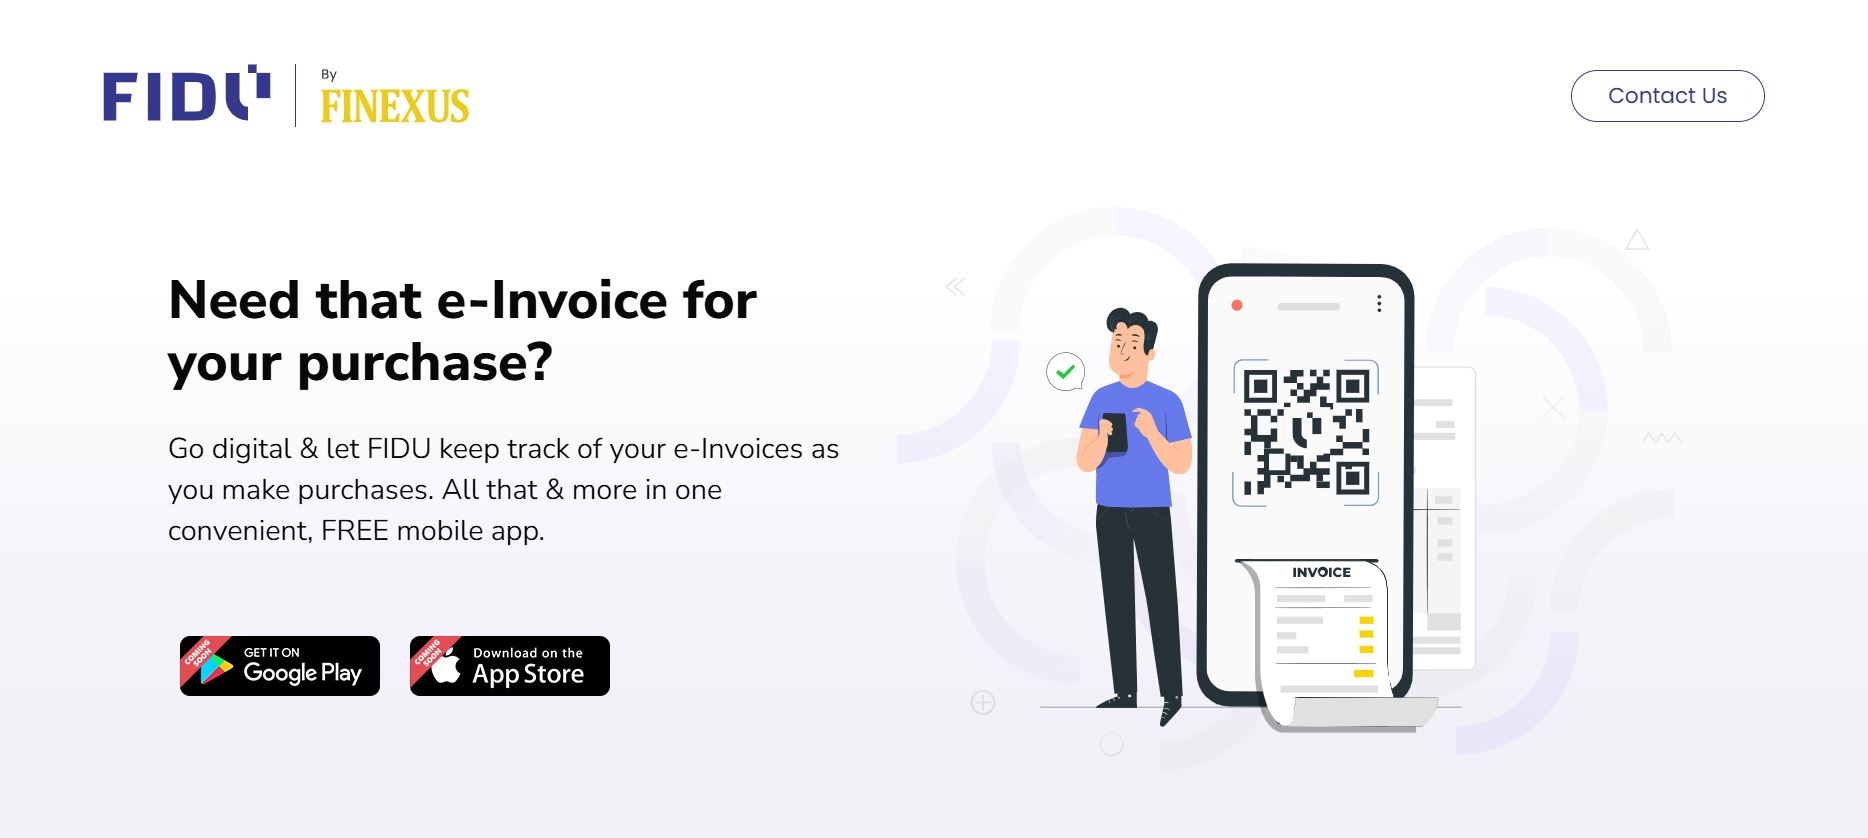 FIDU
By
FINEXUS
Contact Us
Need that e-Invoice for
your purchase?
Go digital & let FIDU keep track of your e-Invoices as
you make purchases. All that & more in one
convenient, FREE mobile app.
COMING
SOON
GET IT ON
Google Play
COMING
SOON
Download on the
App Store
INVOICE